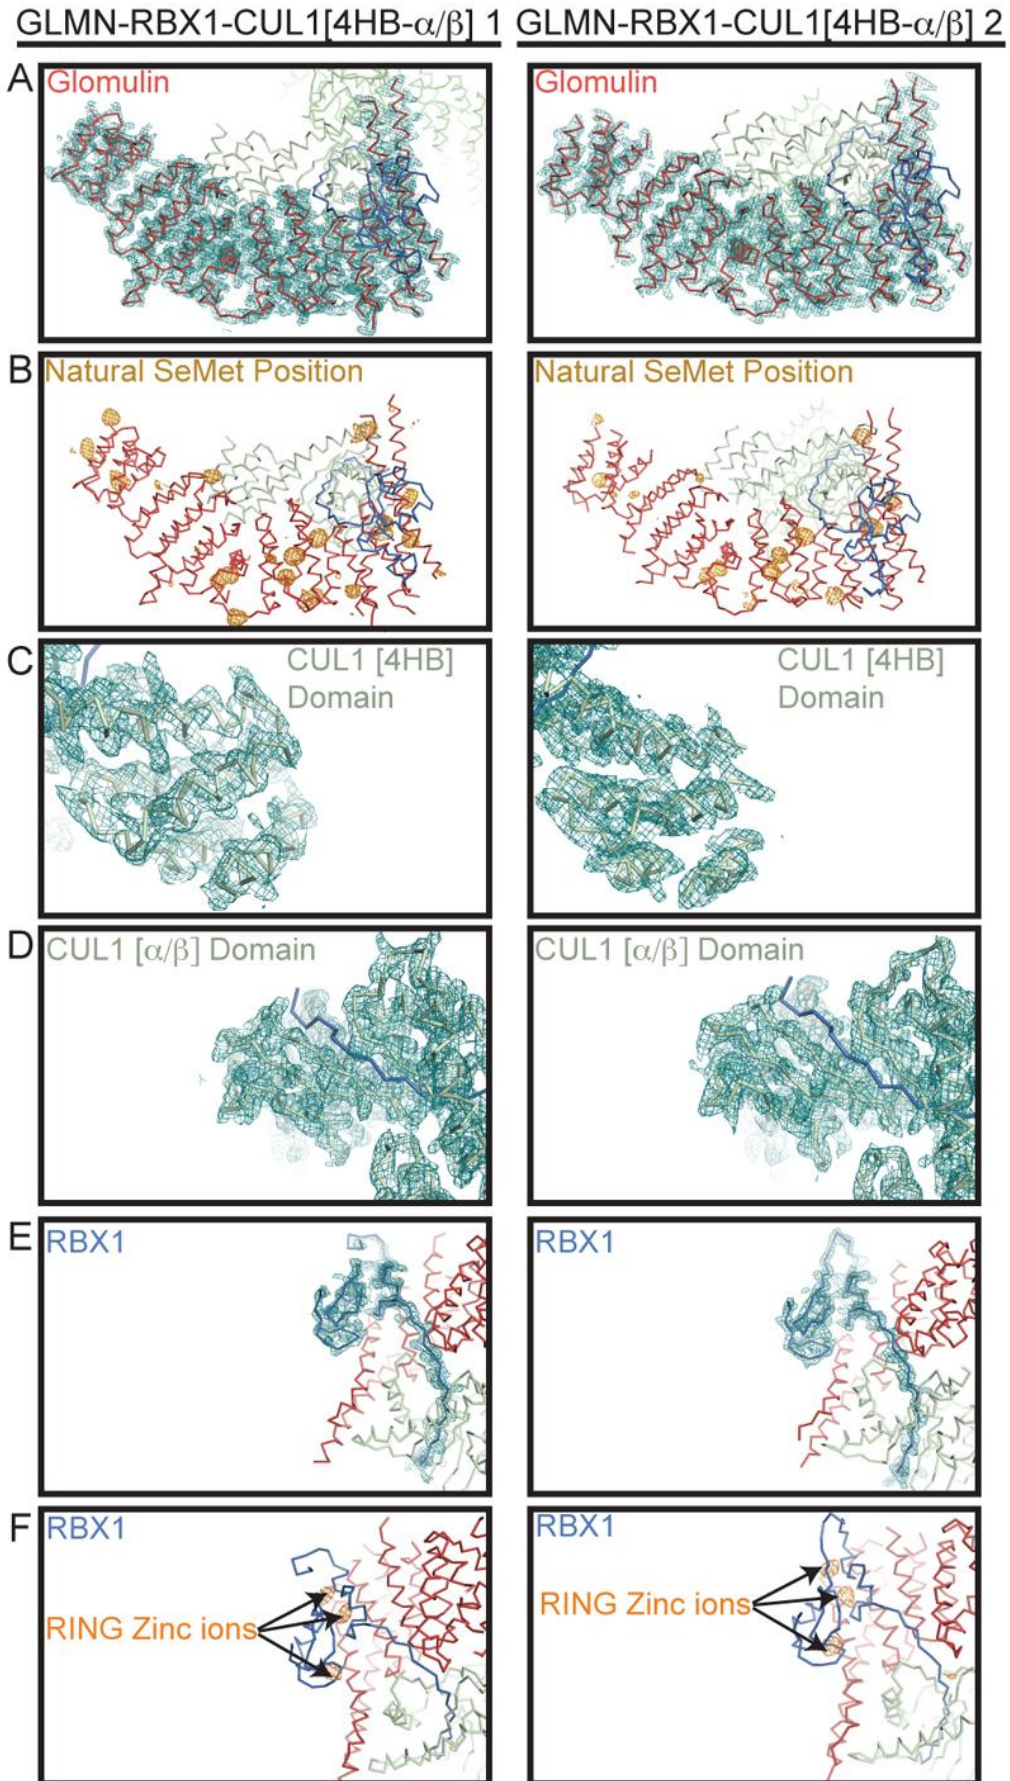 GLMN-RBX1-CUL1[4HB-α/β] 1 GLMN-RBX1-CUL1[4HB-α/β] 2
A Glomulin Glomulin
B Natural SeMet Position Natural SeMet Position
C CUL1 [4HB] CUL1 [4HB]
Domain Domain
D CUL1 [α/β] Domain CUL1 [α/β] Domain
E RBX1 RBX1
F RBX1 RBX1
RING Zinc ions RING Zinc ions